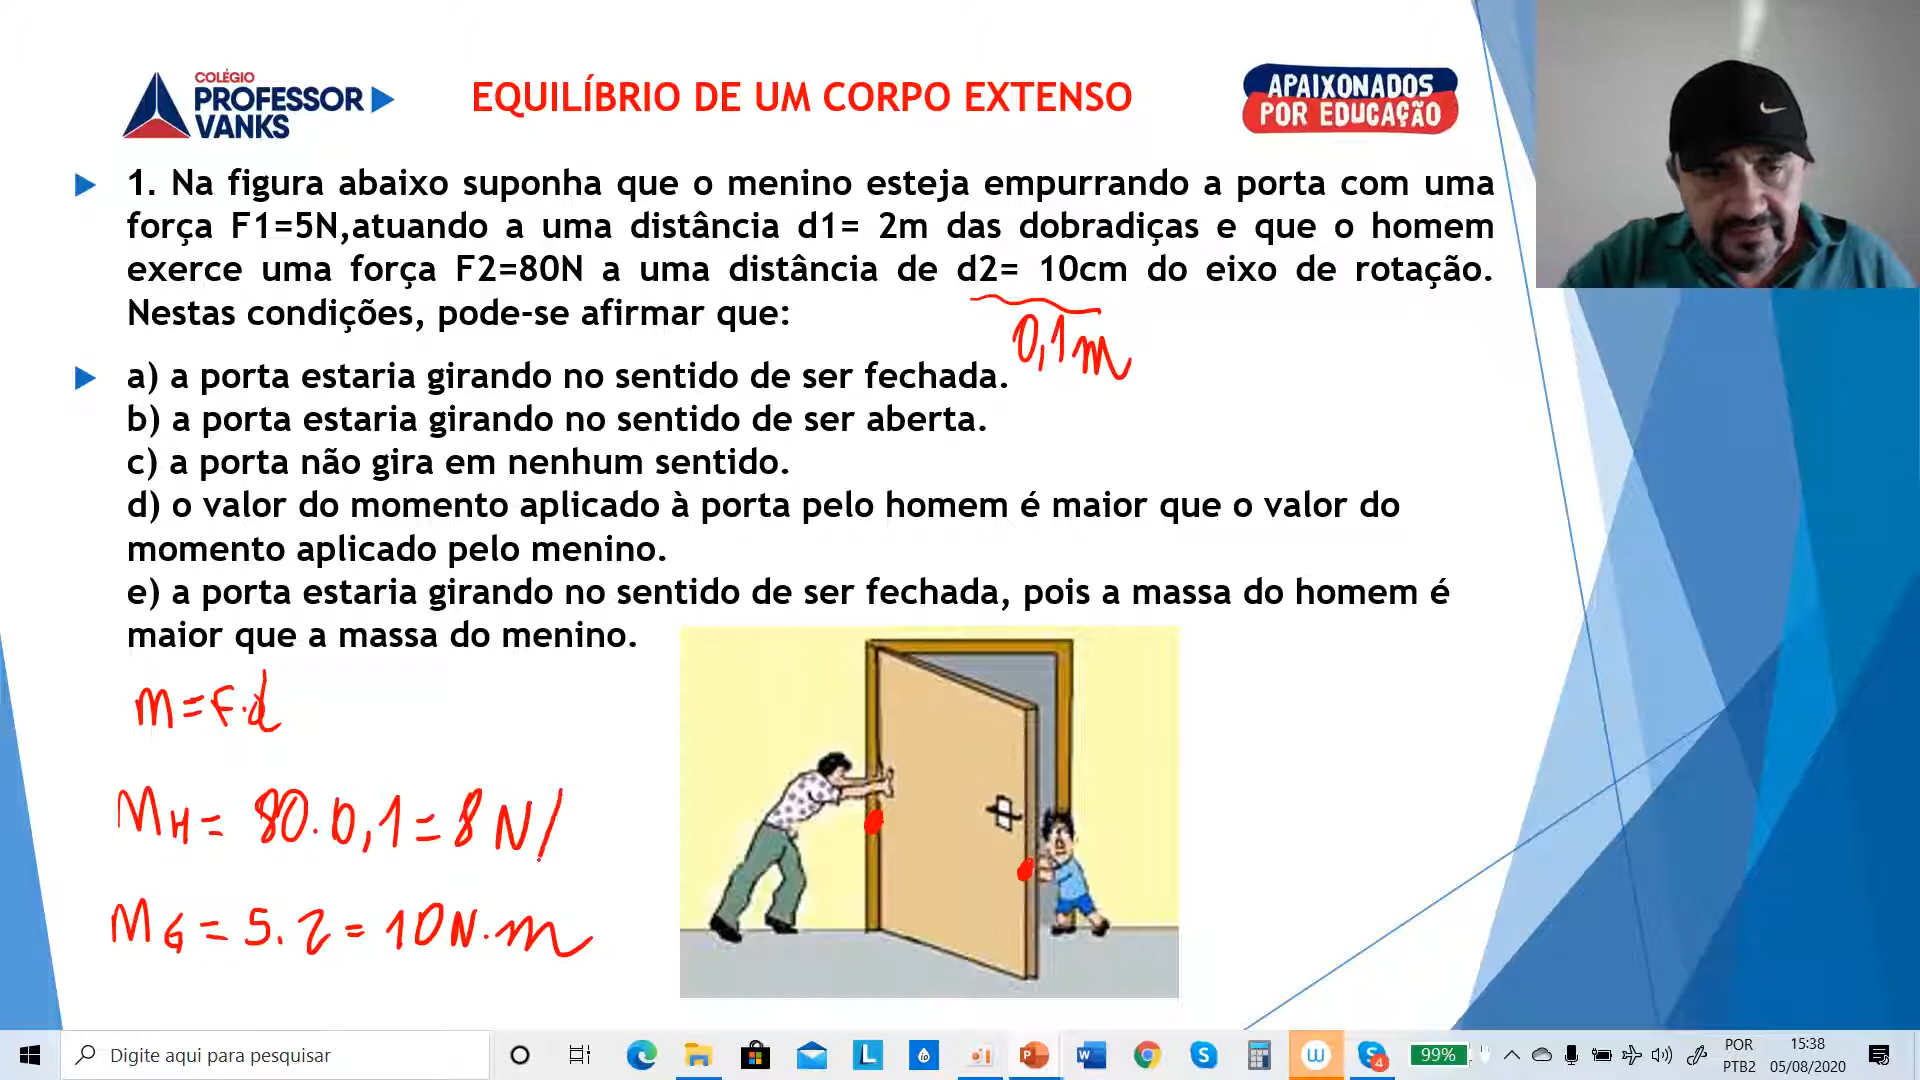 COLÉGIO
PROFESSOR
VANKS
EQUILÍBRIO DE UM CORPO EXTENSO
APAIXONADOS
POR EDUCAÇÃO
1. Na figura abaixo suponha que o menino esteja empurrando a porta com uma
força F1=5N,atuando a uma distância d1= 2m das dobradiças e que o homem
exerce uma força F2=80N a uma distância de d2= 10cm do eixo de rotação.
Nestas condições, pode-se afirmar que:
0,1m
a) a porta estaria girando no sentido de ser fechada.
b) a porta estaria girando no sentido de ser aberta.
c) a porta não gira em nenhum sentido.
d) o valor do momento aplicado à porta pelo homem é maior que o valor do
momento aplicado pelo menino.
e) a porta estaria girando no sentido de ser fechada, pois a massa do homem é
maior que a massa do menino.
M=F.d
MH= 80.0,1=8N/
MG=5.2=10N.m
Digite aqui para pesquisar
99%
POR
PTB2
15:38
05/08/2020